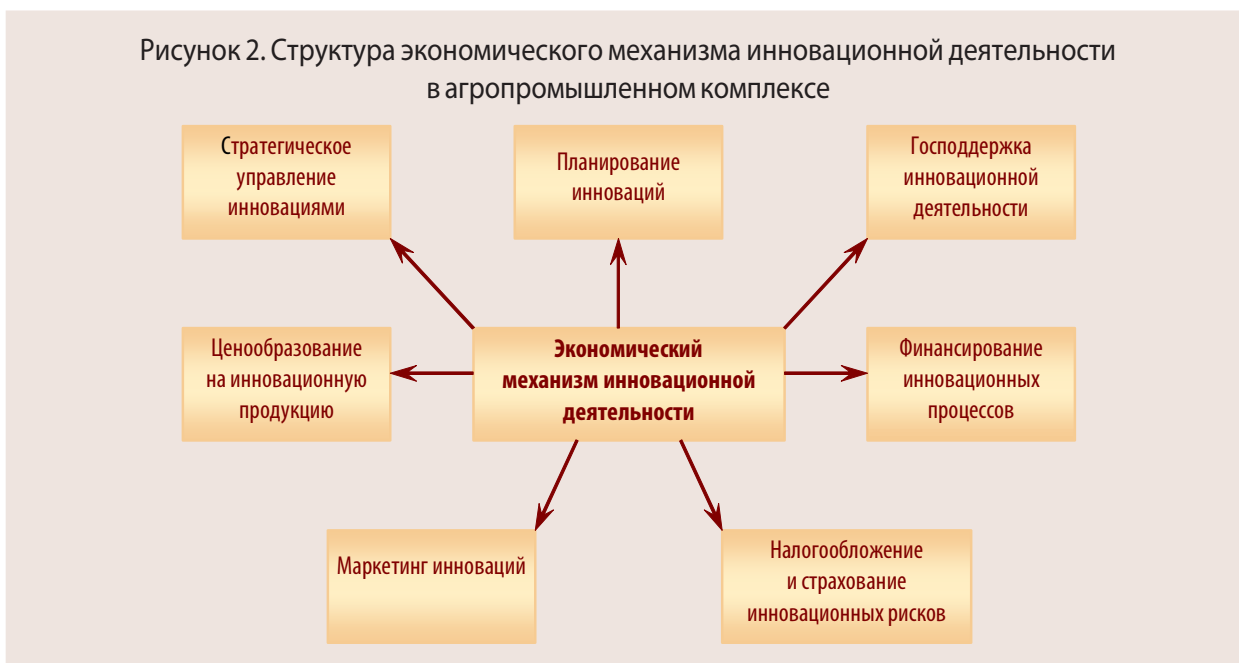 Рисунок 2. Структура экономического механизма инновационной деятельности
в агропромышленном комплексе
Стратегическое
управление
инновациями
Планирование
инноваций
Господдержка
инновационной
деятельности
Ценообразование
на инновационную
продукцию
Экономический
механизм инновационной
деятельности
Финансирование
инновационных
процессов
Маркетинг инноваций
Налогообложение
и страхование
инновационных рисков